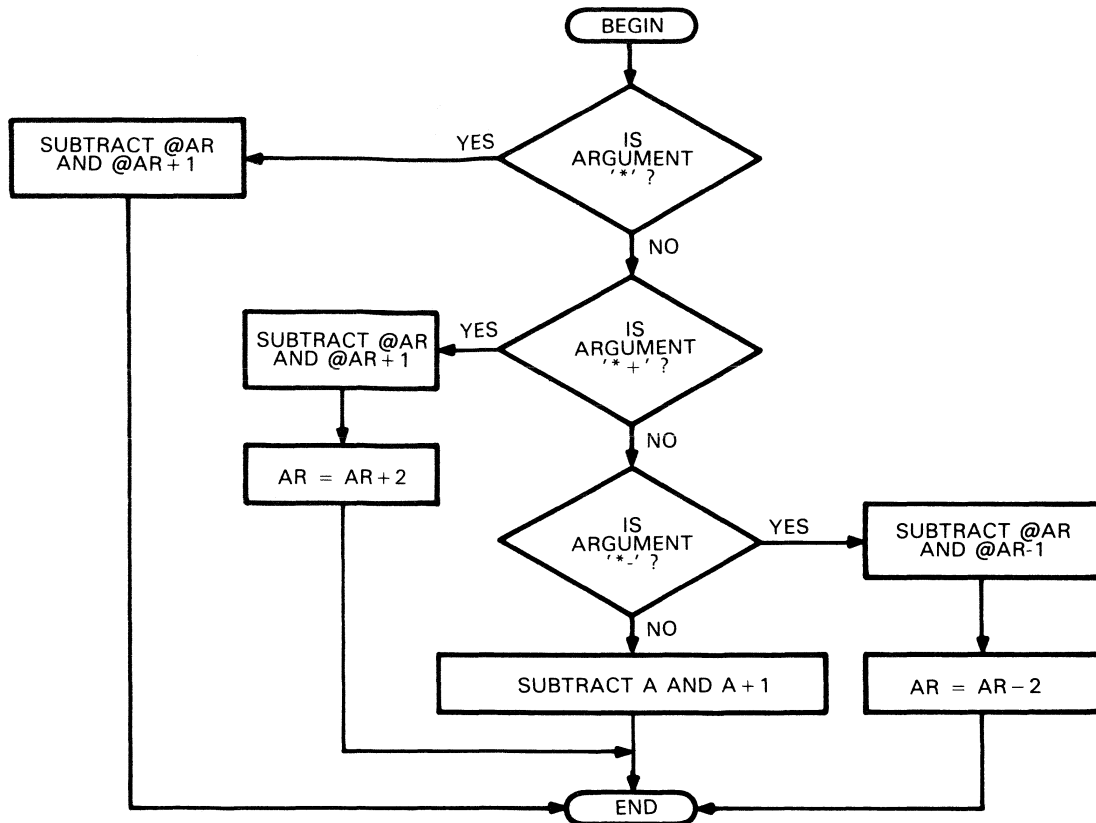 BEGIN
IS
ARGUMENT
'*' ?
YES
SUBTRACT @AR
AND @AR+1
NO
IS
ARGUMENT
'*+' ?
YES
SUBTRACT @AR
AND @AR+1
AR = AR+2
NO
IS
ARGUMENT
'*-' ?
YES
SUBTRACT @AR
AND @AR-1
AR = AR-2
NO
SUBTRACT A AND A+1
END